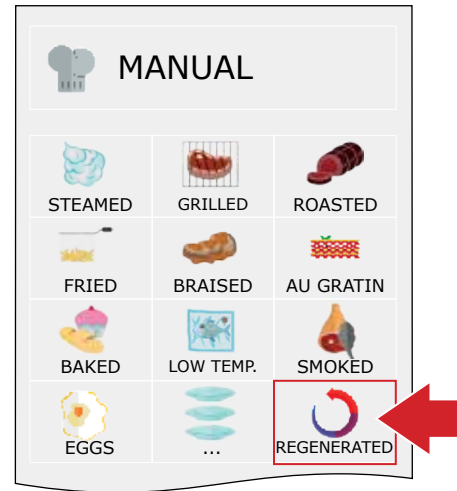 MANUAL
STEAMED GRILLED ROASTED
FRIED BRAISED AU GRATIN
BAKED LOW TEMP. SMOKED
EGGS ... REGENERATED